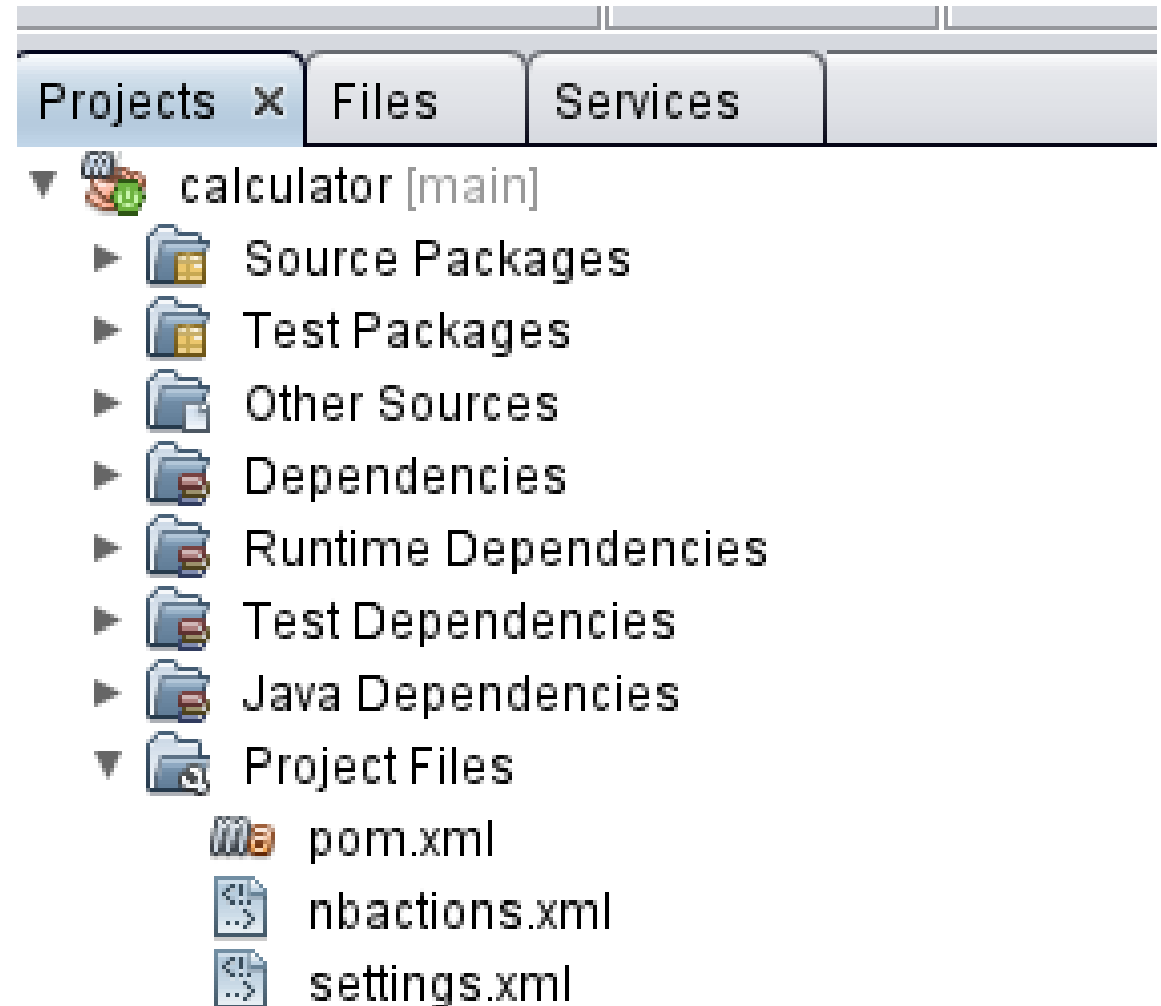 Projects Files Services
calculator [main]
Source Packages
Test Packages
Other Sources
Dependencies
Runtime Dependencies
Test Dependencies
Java Dependencies
Project Files
pom.xml
nbactions.xml
settings.xml